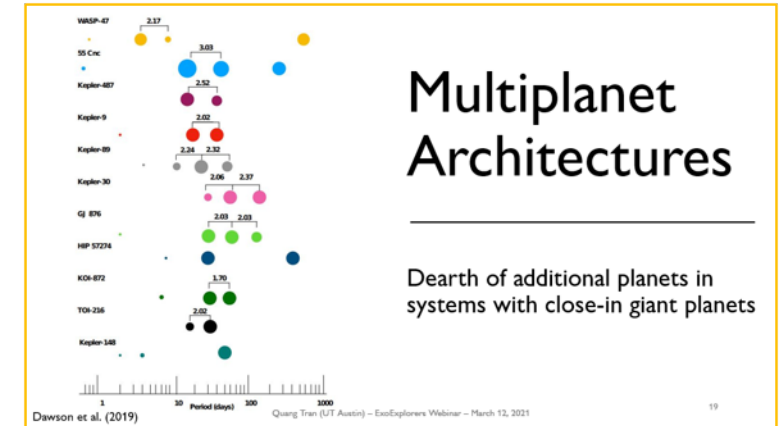 WASP-47
2.17
55 Cnc
3.03
Kepler-487
2.52
Kepler-9
2.02
Kepler-89
2.24 2.32
Kepler-30
2.06 2.37
GJ 876
2.03 2.03
HIP 57274
KOI-872
1.70
TOI-216
2.02
Kepler-148
1 10 Period (days) 100 1000
Dawson et al. (2019)
Multiplanet
Architectures
Dearth of additional planets in
systems with close-in giant planets
Quang Tran (UT Austin) – ExoExplorers Webinar – March 12, 2021
19